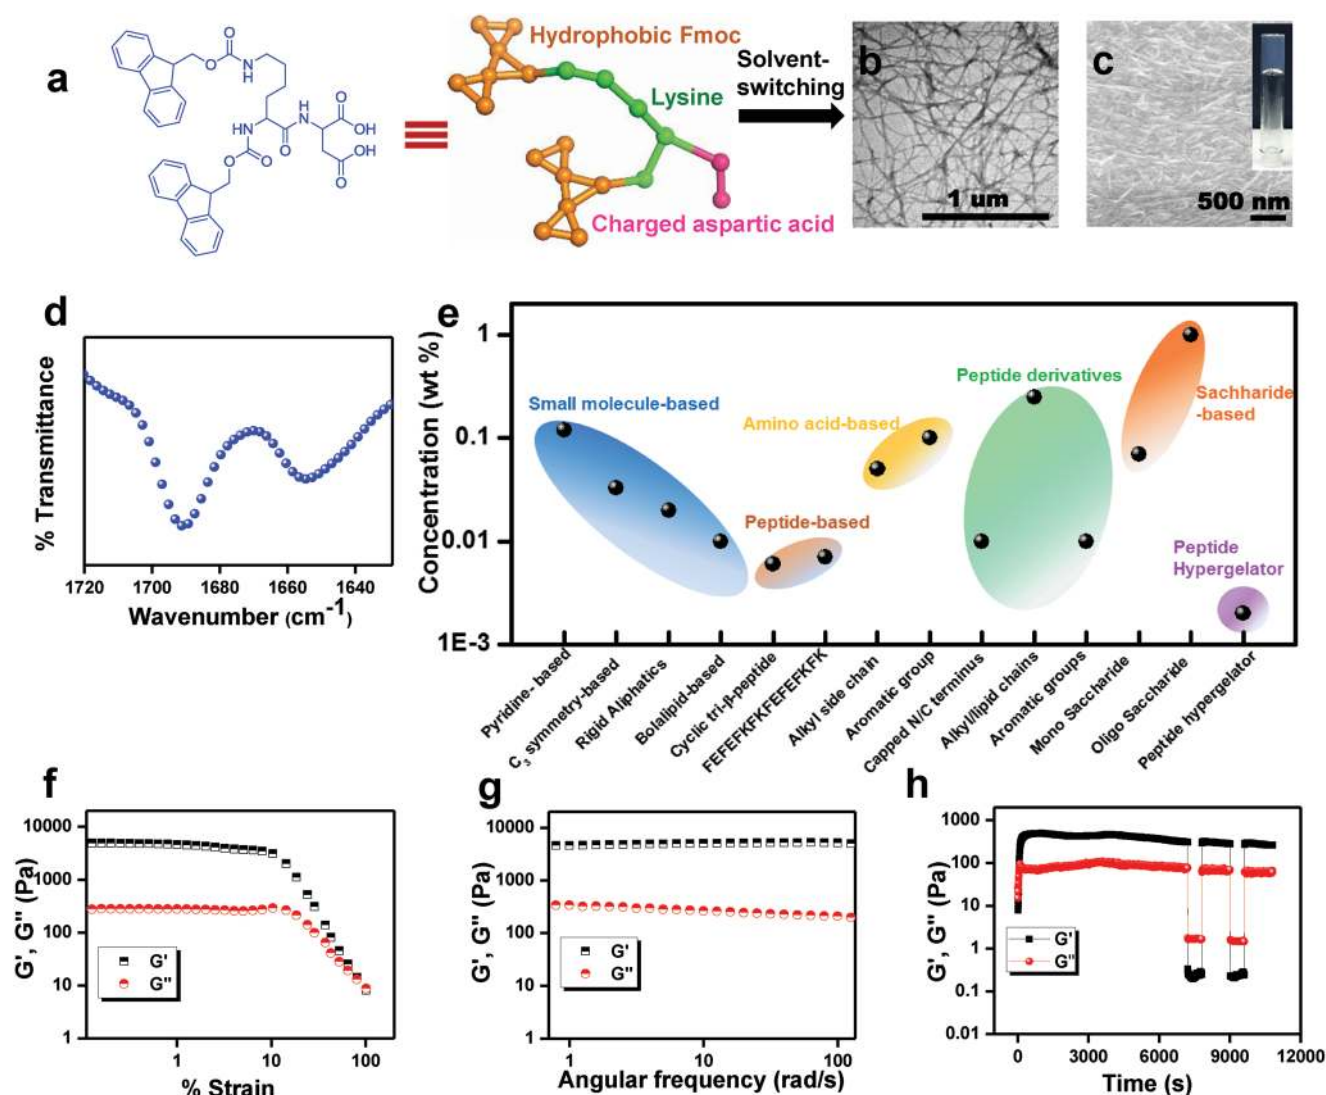 a
O
O
N
H
H
N
OH
NH
O
O
O
OH
O
O
Hydrophobic Fmoc
Lysine
Charged aspartic acid
Solvent-
switching
b
1 um
c
500 nm
d
% Transmittance
1720
1700
1680
1660
1640
Wavenumber (cm-1)
e
Concentration (wt %)
1
0.1
0.01
1E-3
Small molecule-based
Peptide-based
Amino acid-based
Peptide derivatives
Sachharide
-based
Peptide
Hypergelator
Pyridine- based
C3 symmetry-based
Rigid Aliphatics
Bolalipid-based
Cyclic tri-β-peptide
FEFEFKFKFEFEFKFK
Alkyl side chain
Aromatic group
Capped N/C terminus
Alkyl/lipid chains
Aromatic groups
Mono Saccharide
Oligo Saccharide
Peptide hypergelator
f
G', G'' (Pa)
10000
1000
100
10
1
G'
G''
1
10
100
% Strain
g
G', G'' (Pa)
10000
1000
100
10
1
G'
G''
1
10
100
Angular frequency (rad/s)
h
G', G'' (Pa)
1000
100
10
1
0.1
0.01
G'
G''
0
3000
6000
9000
12000
Time (s)